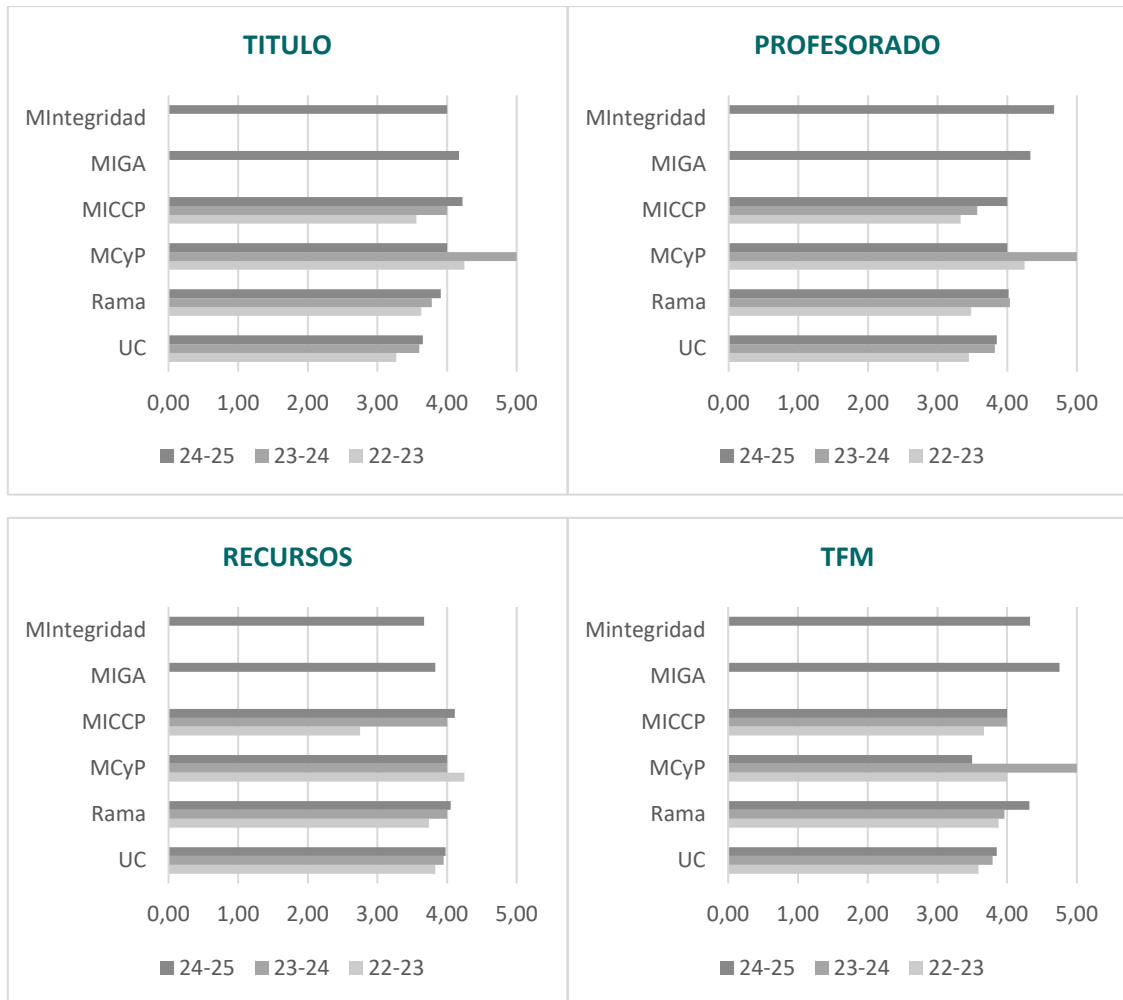 TITULO
MIntegridad
MIGA
MICCP
MCyP
Rama
UC
0,00 1,00 2,00 3,00 4,00 5,00
24-25 23-24 22-23
PROFESORADO
MIntegridad
MIGA
MICCP
MCyP
Rama
UC
0,00 1,00 2,00 3,00 4,00 5,00
24-25 23-24 22-23
RECURSOS
MIntegridad
MIGA
MICCP
MCyP
Rama
UC
0,00 1,00 2,00 3,00 4,00 5,00
24-25 23-24 22-23
TFM
Mintegridad
MIGA
MICCP
MCyP
Rama
UC
0,00 1,00 2,00 3,00 4,00 5,00
24-25 23-24 22-23